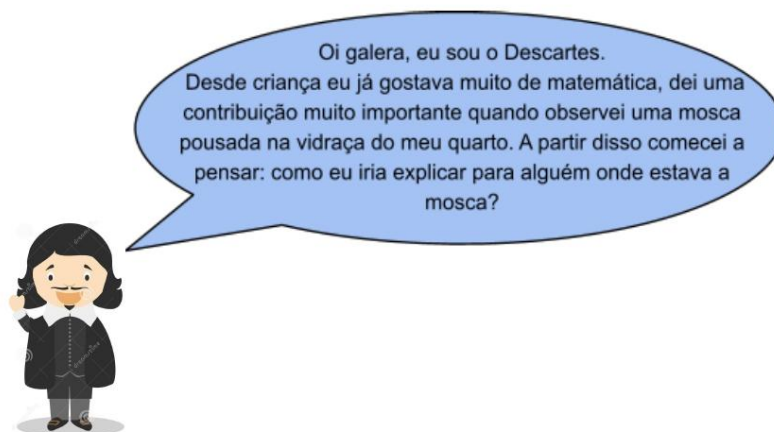 Oi galera, eu sou o Descartes.
Desde criança eu já gostava muito de matemática, dei uma
contribuição muito importante quando observei uma mosca
pousada na vidraça do meu quarto. A partir disso comecei a
pensar: como eu iria explicar para alguém onde estava a
mosca?